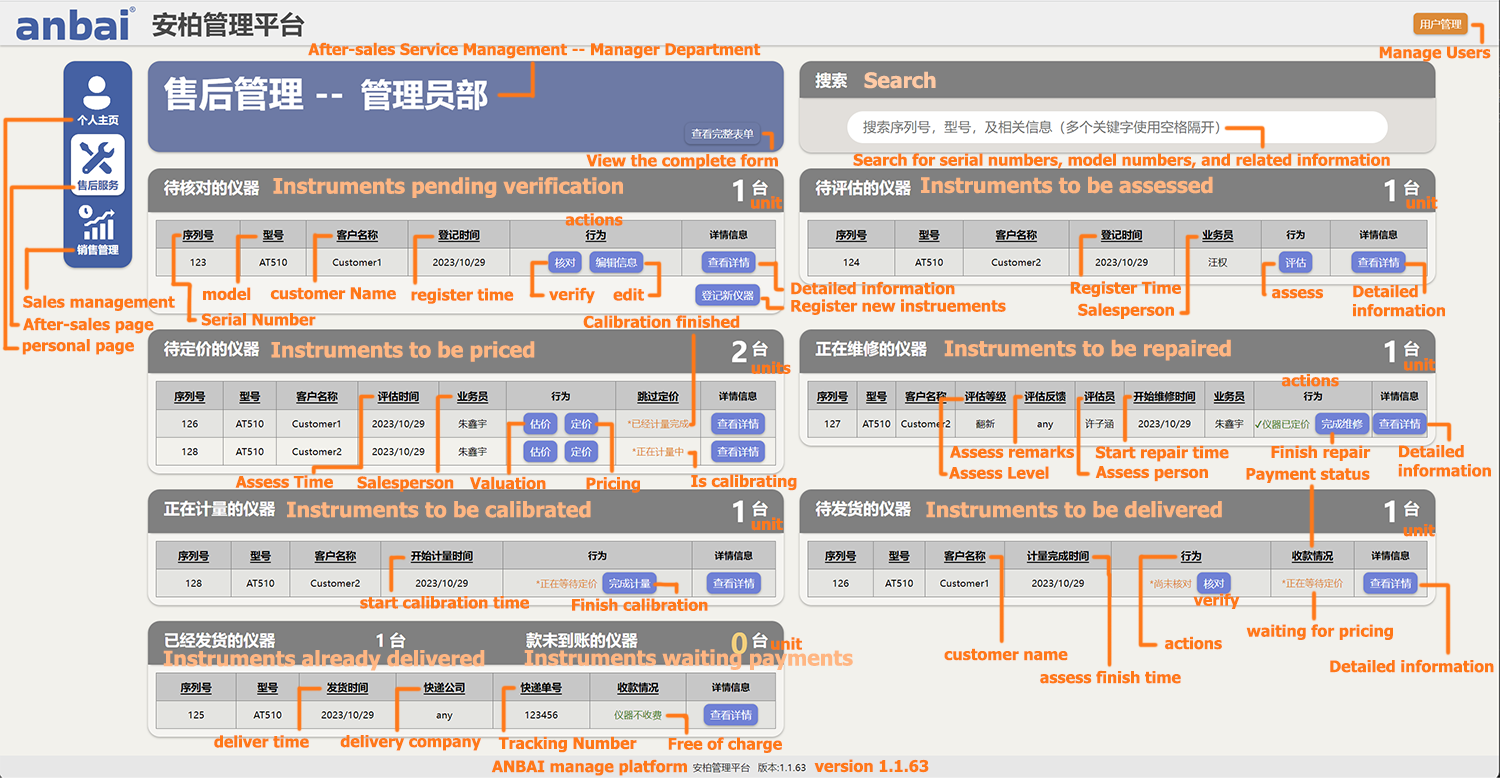 anbai® 安柏管理平台
用户管理
Manage Users
After-sales Service Management -- Manager Department
个人主页
售后服务
销售管理
Sales management
After-sales page
personal page
售后管理 -- 管理员部
查看完整表单
View the complete form
搜索 Search
搜索序列号，型号，及相关信息（多个关键字使用空格隔开）
Search for serial numbers, model numbers, and related information
待核对的仪器 Instruments pending verification 1 台
unit
actions
序列号 型号 客户名称 登记时间 行为 详情信息
123 AT510 Customer1 2023/10/29 核对 编辑信息 查看详情
model customer Name register time verify edit Detailed information
登记新仪器 Register new instruements
Serial Number
待评估的仪器 Instruments to be assessed 1 台
unit
序列号 型号 客户名称 登记时间 业务员 行为 详情信息
124 AT510 Customer2 2023/10/29 汪权 评估 查看详情
Register Time assess Detailed
Salesperson information
Calibration finished
待定价的仪器 Instruments to be priced 2 台
units
序列号 型号 客户名称 评估时间 业务员 行为 跳过定价 详情信息
126 AT510 Customer1 2023/10/29 朱鑫宇 估价 定价 *已经计量完成 查看详情
128 AT510 Customer2 2023/10/29 朱鑫宇 估价 定价 *正在计量中 查看详情
Assess Time Salesperson Valuation Pricing Is calibrating
正在维修的仪器 Instruments to be repaired 1 台
unit
actions
序列号 型号 客户名称 评估等级 评估反馈 评估员 开始维修时间 业务员 行为 详情信息
127 AT510 Customer2 翻新 any 许子涵 2023/10/29 朱鑫宇 ✓仪器已定价 完成维修 查看详情
Assess remarks Start repair time Finish repair Detailed
Assess Level Assess person Payment status information
正在计量的仪器 Instruments to be calibrated 1 台
unit
序列号 型号 客户名称 开始计量时间 行为 详情信息
128 AT510 Customer2 2023/10/29 *正在等待定价 完成计量 查看详情
start calibration time Finish calibration
待发货的仪器 Instruments to be delivered 1 台
unit
序列号 型号 客户名称 计量完成时间 行为 收款情况 详情信息
126 AT510 Customer1 2023/10/29 *尚未核对 核对 *正在等待定价 查看详情
verify
waiting for pricing
actions
customer name
Detailed information
assess finish time
已经发货的仪器 1 台 款未到账的仪器 0 台 unit
Instruments already delivered Instruments waiting payments
序列号 型号 发货时间 快递公司 快递单号 收款情况 详情信息
125 AT510 2023/10/29 any 123456 仪器不收费 查看详情
deliver time delivery company Tracking Number Free of charge
ANBAI manage platform 安柏管理平台 版本:1.1.63 version 1.1.63